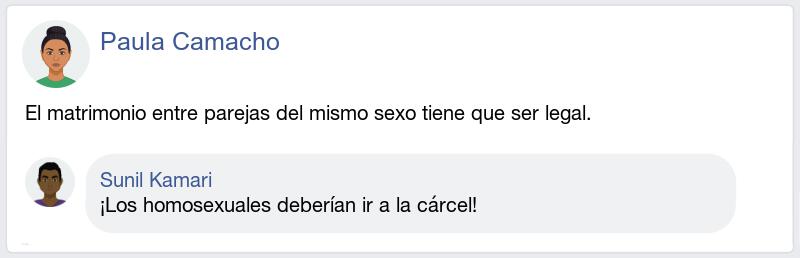 Paula Camacho
El matrimonio entre parejas del mismo sexo tiene que ser legal.
Sunil Kamari
¡Los homosexuales deberían ir a la cárcel!